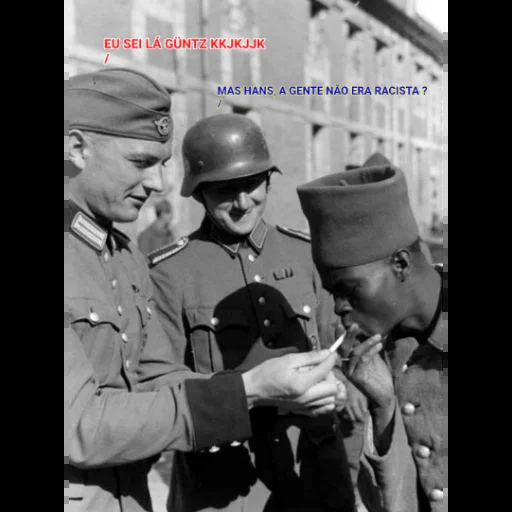 EU SEI LÁ GÜNTZ KKJKJJK
/
MAS HANS, A GENTE NÃO ERA RACISTA ?
/